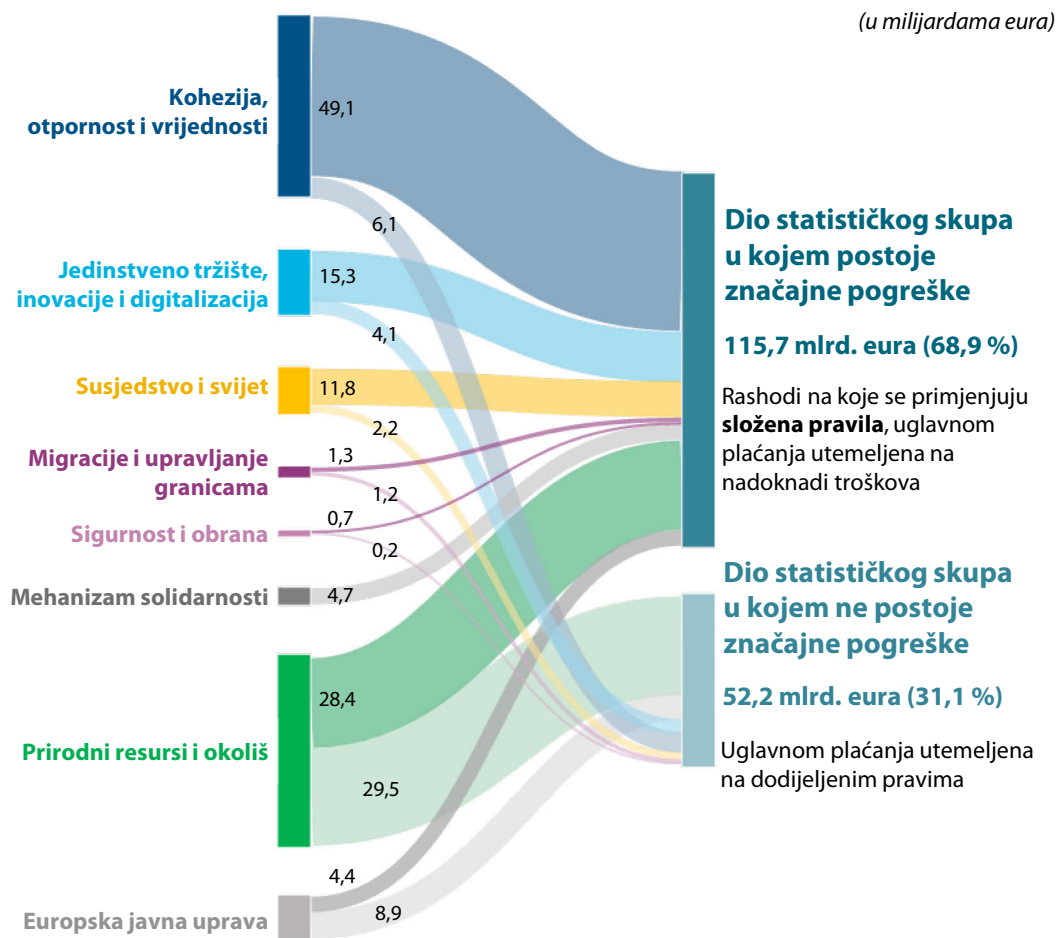 (u milijardama eura)
Kohezija,
otpornost i vrijednosti
49,1
6,1
Jedinstveno tržište,
inovacije i digitalizacija
15,3
4,1
Susjedstvo i svijet
11,8
2,2
Migracije i upravljanje
granicama
1,3
1,2
Sigurnost i obrana
0,7
0,2
Mehanizam solidarnosti
4,7
Prirodni resursi i okoliš
28,4
29,5
Europska javna uprava
4,4
8,9
Dio statističkog skupa
u kojem postoje
značajne pogreške
115,7 mlrd. eura (68,9 %)
Rashodi na koje se primjenjuju
složena pravila, uglavnom
plaćanja utemeljena na
nadoknadi troškova
Dio statističkog skupa
u kojem ne postoje
značajne pogreške
52,2 mlrd. eura (31,1 %)
Uglavnom plaćanja utemeljena
na dodijeljenim pravima